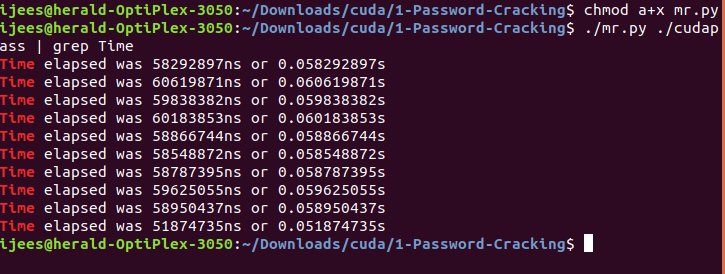 ijees@herald-OptiPlex-3050:~/Downloads/cuda/1-Password-Cracking$ chmod a+x mr.py
ijees@herald-OptiPlex-3050:~/Downloads/cuda/1-Password-Cracking$ ./mr.py ./cudap
ass | grep Time
Time elapsed was 58292897ns or 0.058292897s
Time elapsed was 60619871ns or 0.060619871s
Time elapsed was 59838382ns or 0.059838382s
Time elapsed was 60183853ns or 0.060183853s
Time elapsed was 58866744ns or 0.058866744s
Time elapsed was 58548872ns or 0.058548872s
Time elapsed was 58787395ns or 0.058787395s
Time elapsed was 59625055ns or 0.059625055s
Time elapsed was 58950437ns or 0.058950437s
Time elapsed was 51874735ns or 0.051874735s
ijees@herald-OptiPlex-3050:~/Downloads/cuda/1-Password-Cracking$